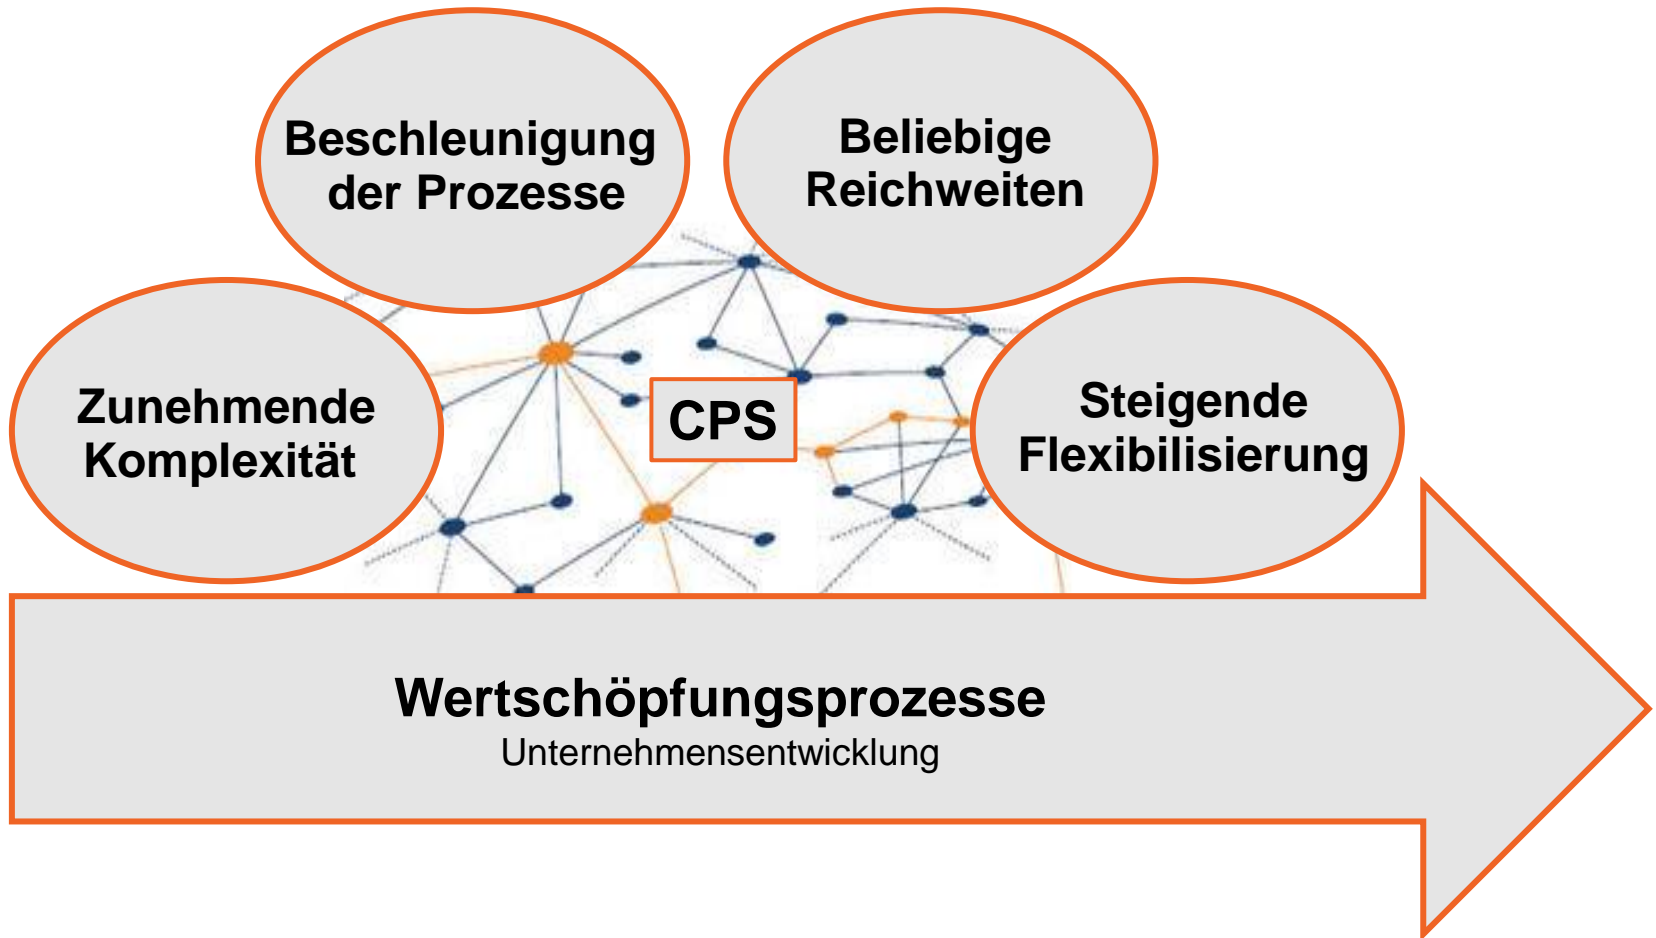 Beschleunigung
der Prozesse
Beliebige
Reichweiten
Zunehmende
Komplexität
CPS
Steigende
Flexibilisierung
Wertschöpfungsprozesse
Unternehmensentwicklung